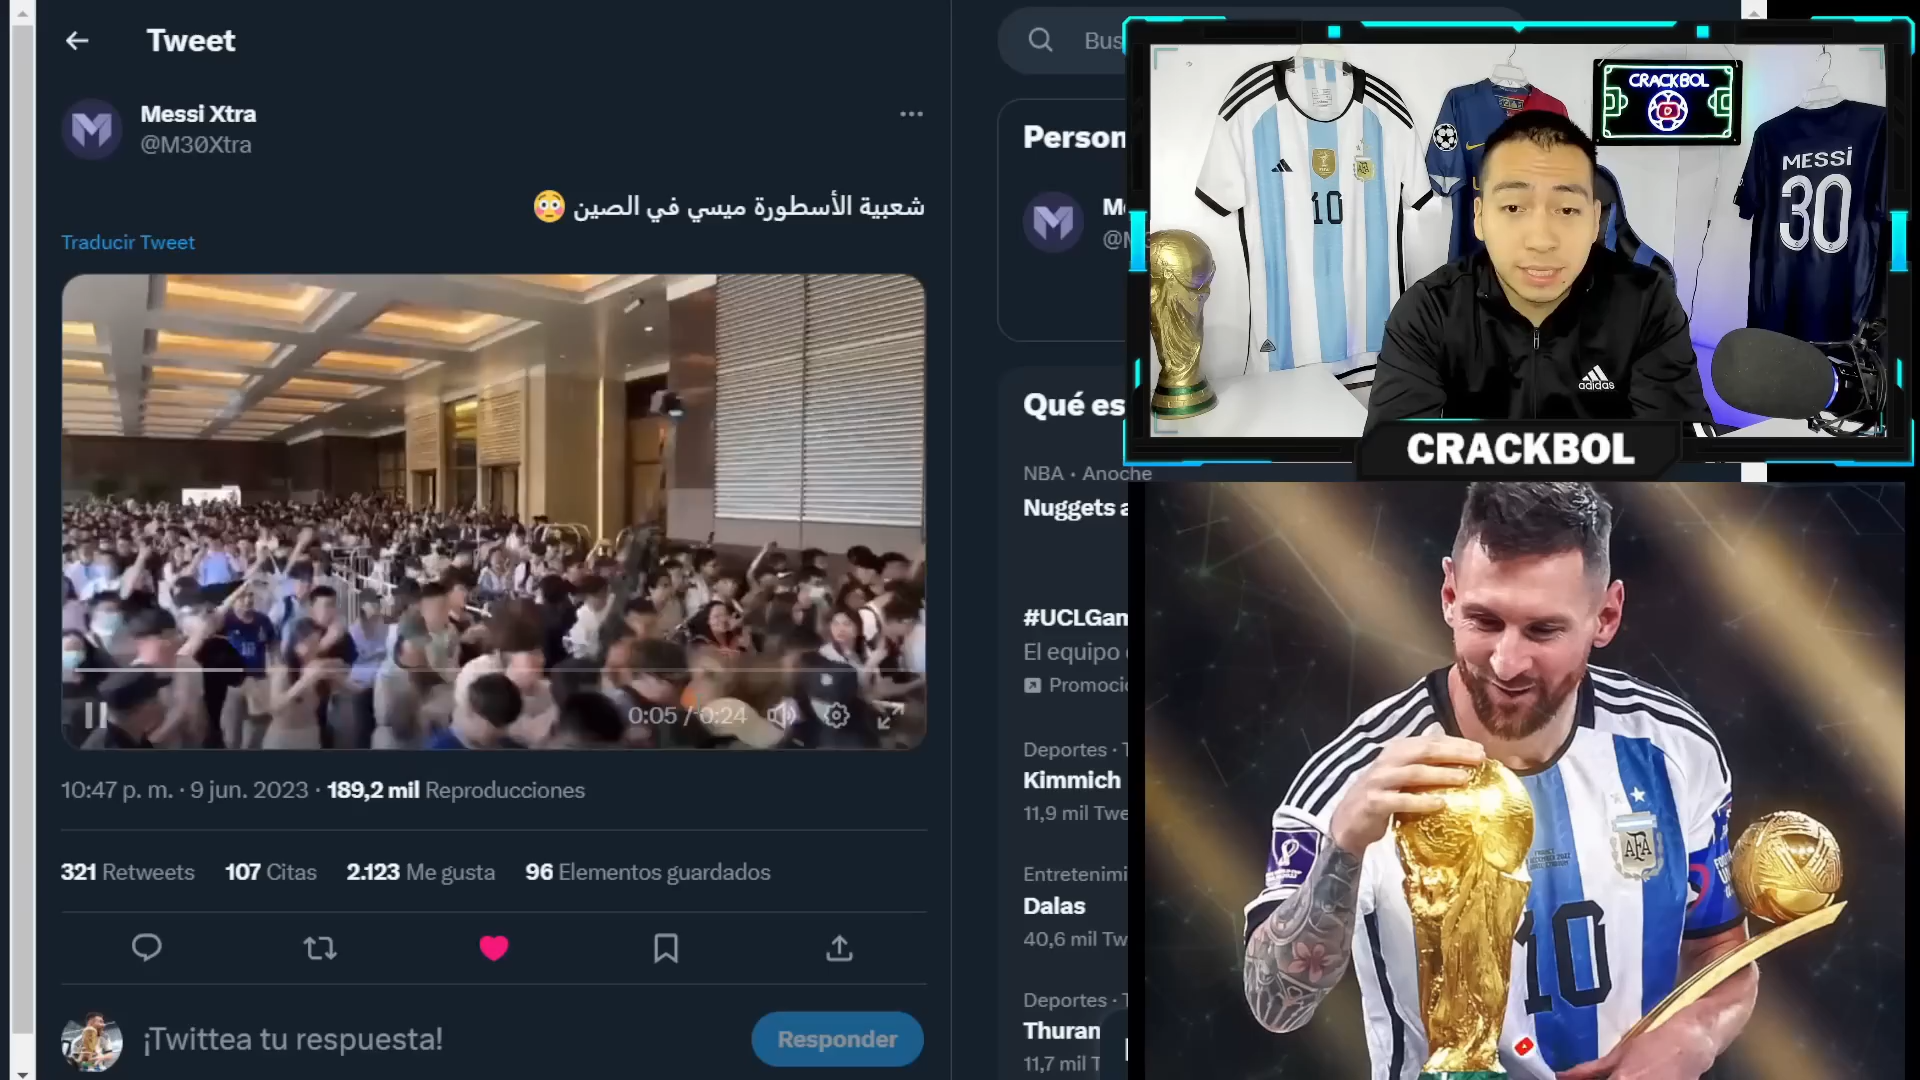 Tweet
Messi Xtra
@M30Xtra
شعبية الأسطورة ميسي في الصين
Traducir Tweet
0:05 / 0:24
10:47 p. m. · 9 jun. 2023 · 189,2 mil Reproducciones
321 Retweets 107 Citas 2.123 Me gusta 96 Elementos guardados
¡Twittea tu respuesta!
Responder
Bus
Person
M
@M
Qué es
NBA · Anoche
Nuggets a
#UCLGam
El equipo
Promoci
Deportes · T
Kimmich
11,9 mil Twe
Entretenimi
Dalas
40,6 mil Tw
Deportes · T
Thuran
11,7 mil T
10
CRACKBOL
MESSI
30
adidas
CRACKBOL
AFA
10